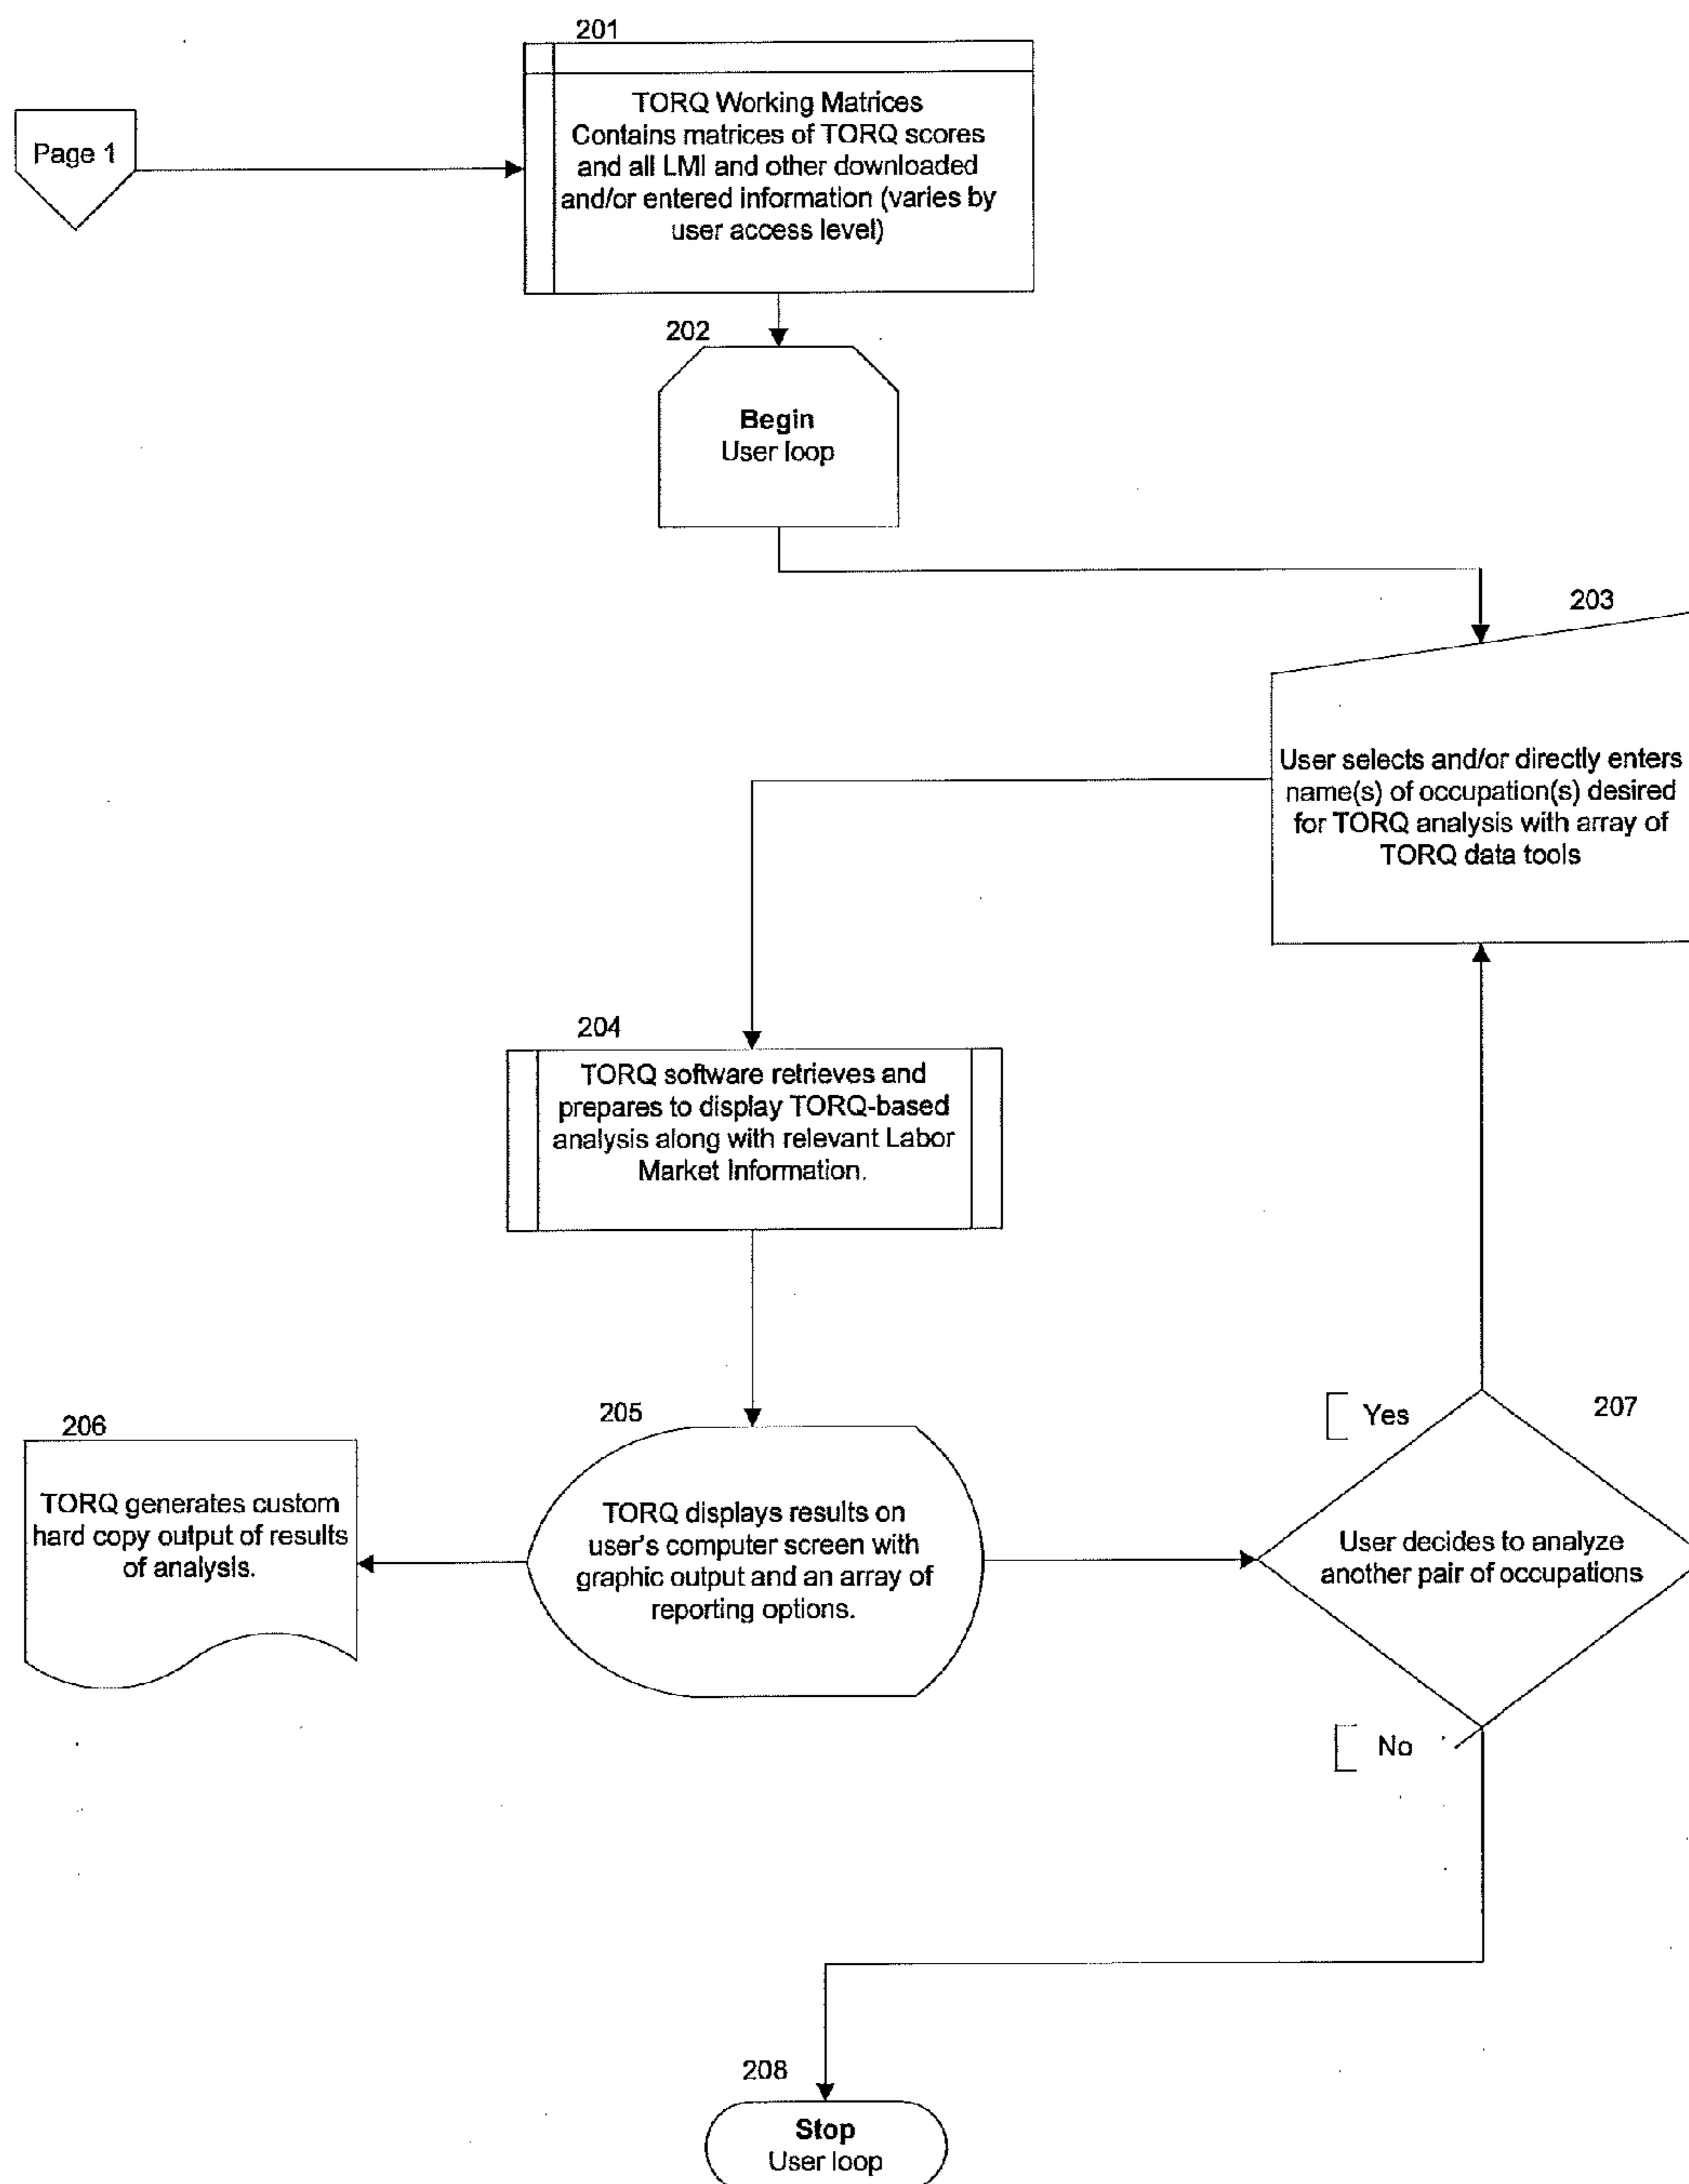 201
TORQ Working Matrices
Contains matrices of TORQ scores
and all LMI and other downloaded
and/or entered information (varies by
user access level)
Page 1
202
Begin
User loop
203
User selects and/or directly enters
name(s) of occupation(s) desired
for TORQ analysis with array of
TORQ data tools
204
TORQ software retrieves and
prepares to display TORQ-based
analysis along with relevant Labor
Market Information.
206
TORQ generates custom
hard copy output of results
of analysis.
205
TORQ displays results on
user's computer screen with
graphic output and an array of
reporting options.
Yes
207
User decides to analyze
another pair of occupations
No
208
Stop
User loop